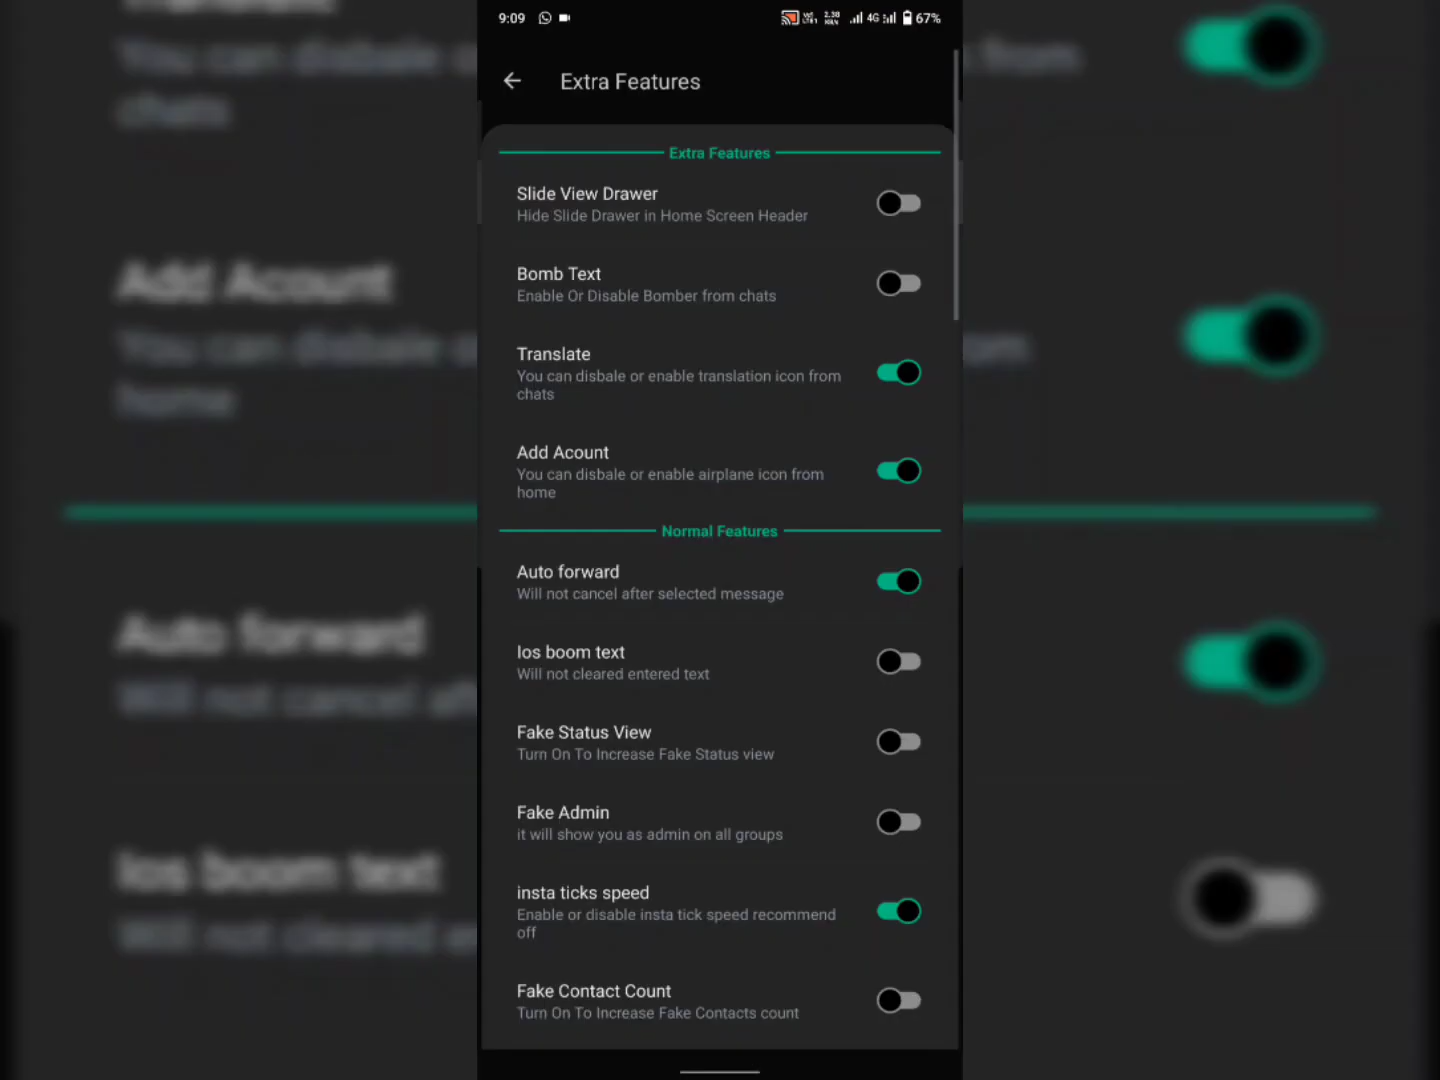 9:09
4G 67%
Extra Features
Extra Features
Slide View Drawer
Hide Slide Drawer in Home Screen Header
Bomb Text
Enable Or Disable Bomber from chats
Translate
You can disbale or enable translation icon from
chats
Add Acount
You can disbale or enable airplane icon from
home
Normal Features
Auto forward
Will not cancel after selected message
Ios boom text
Will not cleared entered text
Fake Status View
Turn On To Increase Fake Status view
Fake Admin
it will show you as admin on all groups
insta ticks speed
Enable or disable insta tick speed recommend
off
Fake Contact Count
Turn On To Increase Fake Contacts count